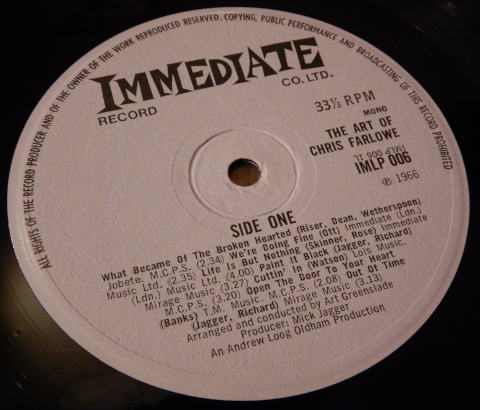 ALL RIGHTS OF THE RECORD PRODUCER AND OF THE OWNER OF THE WORK REPRODUCED RESERVED. COPYING, PUBLIC PERFORMANCE AND BROADCASTING OF THIS RECORD PROHIBITED
IMMEDIATE
RECORD CO. LTD.
33⅓ RPM
MONO
THE ART OF
CHRIS FARLOWE
IMLP 006
IMLP 006 11
℗ 1966
SIDE ONE
What Became Of The Broken Hearted (Riser, Dean, Wetherspoon)
Jobete, M.C.P.S. (2.34) We're Doing Fine (Ott) Immediate (Ldn.)
Music Ltd. (2.35) Life Is But Nothing (Skinner, Rose) Immediate
(Ldn) Music Ltd. (4.00) Paint It Black (Jagger, Richard)
Mirage Music (3.27) Cuttin' In (Watson) Lois Music.
M.C.P.S. (3.20) Open The Door To Your Heart
(Banks) T.M. Music. M.C.P.S. (2.08) Out Of Time
(Jagger, Richard) Mirage Music (3.13)
Arranged and conducted by Art Greenslade
Producer: Mick Jagger
An Andrew Loog Oldham Production